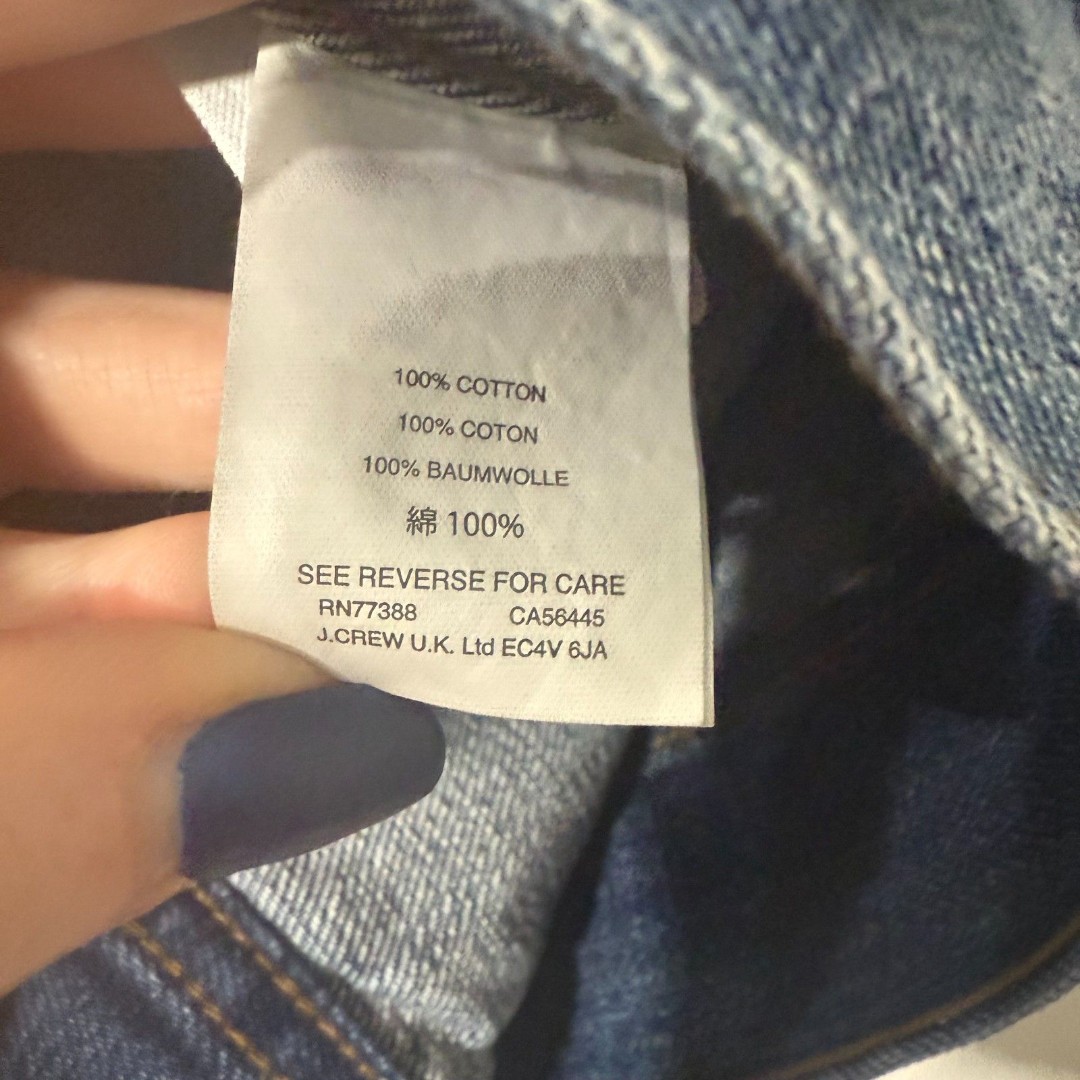 100% COTTON
100% COTON
100% BAUMWOLLE
綿 100%
SEE REVERSE FOR CARE
RN77388 CA56445
J.CREW U.K. Ltd EC4V 6JA